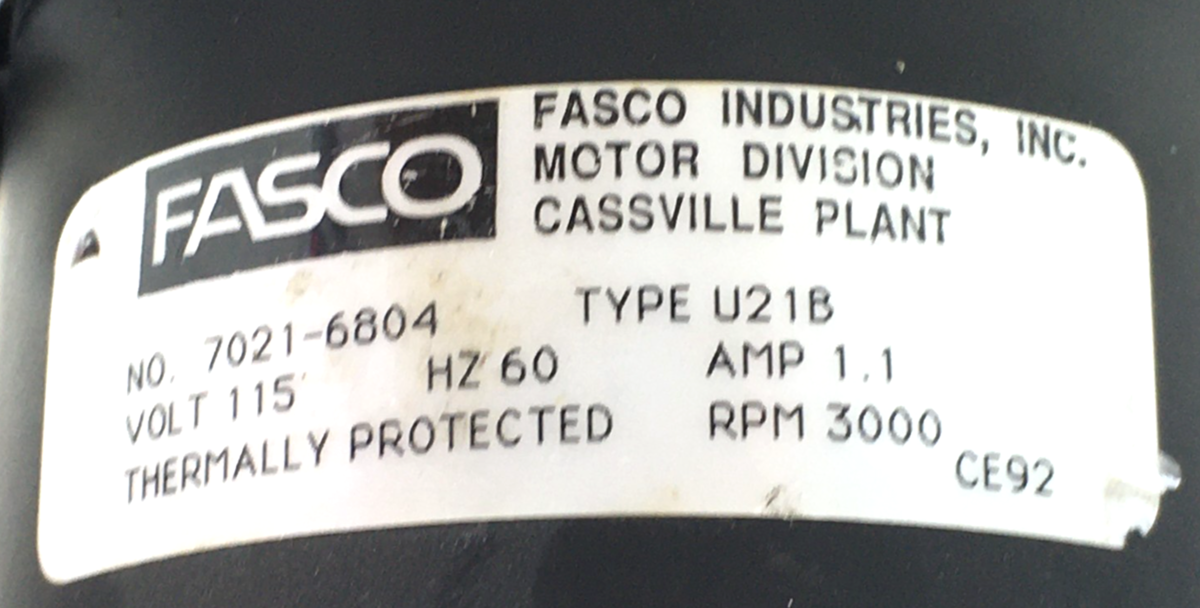 FASCO
FASCO INDUSTRIES, INC.
MOTOR DIVISION
CASSVILLE PLANT
NO. 7021-6804 TYPE U21B
VOLT 115 HZ 60 AMP 1.1
THERMALLY PROTECTED RPM 3000
CE92